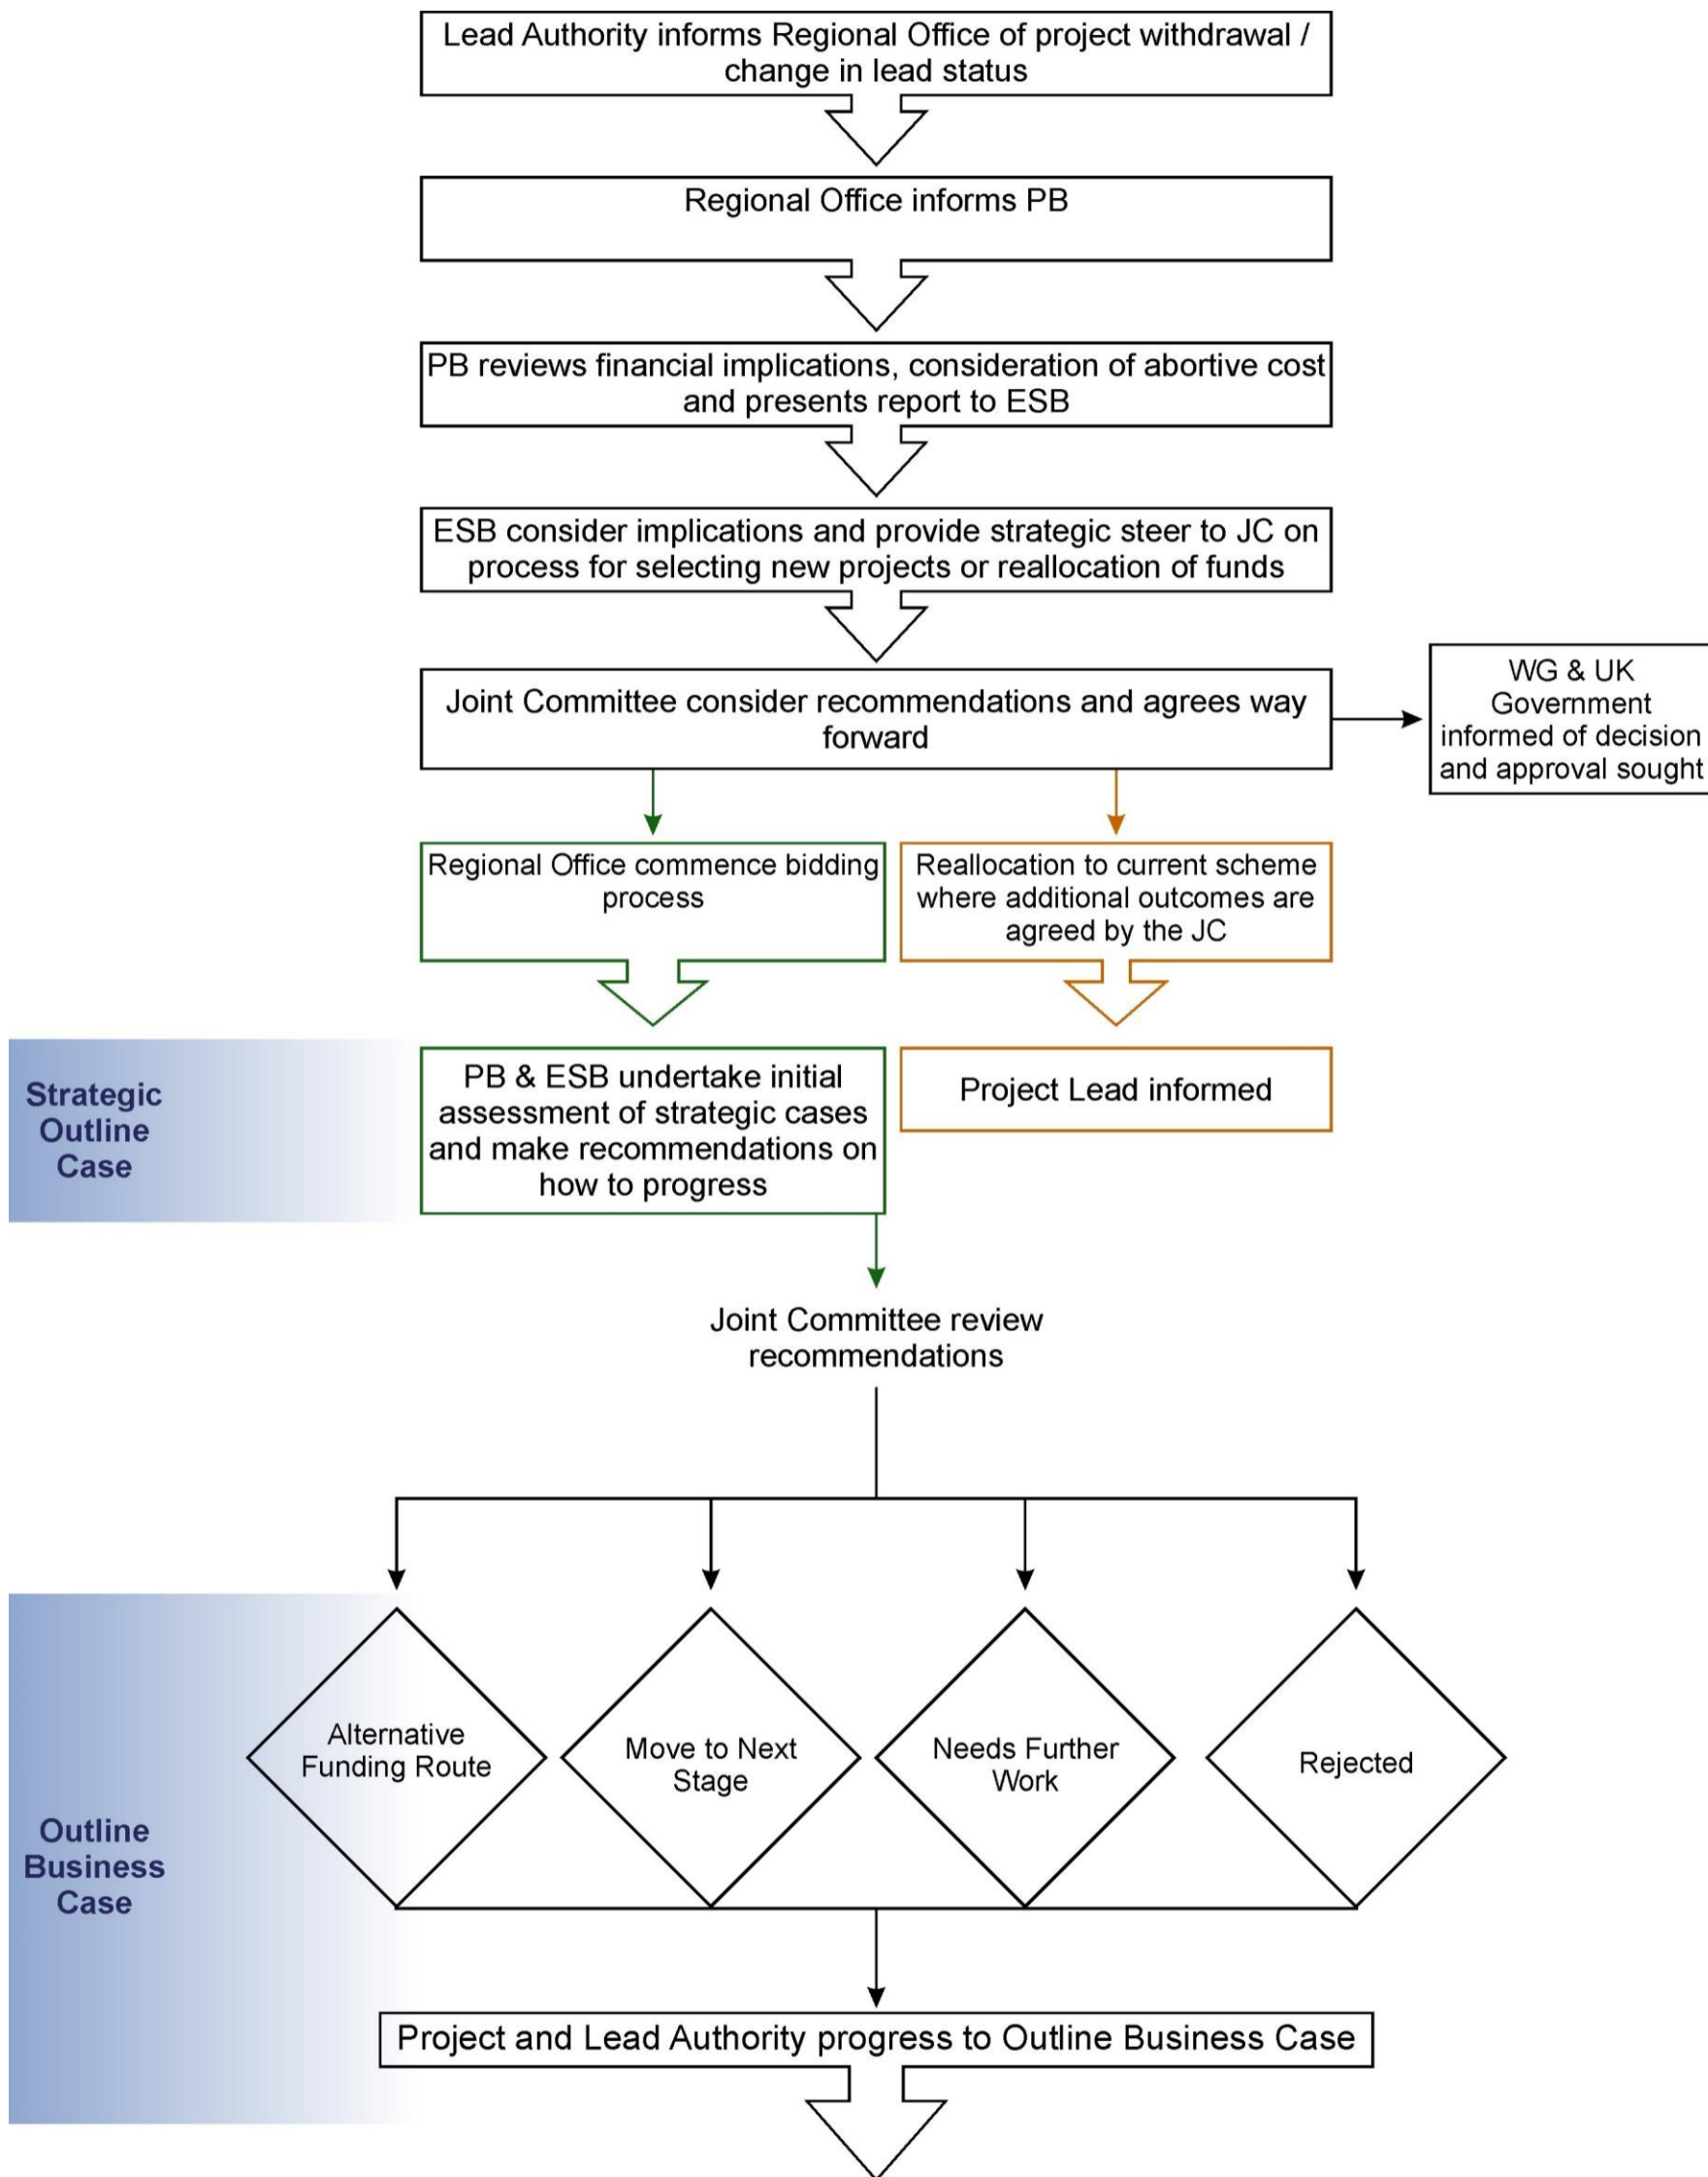 Lead Authority informs Regional Office of project withdrawal /
change in lead status
Regional Office informs PB
PB reviews financial implications, consideration of abortive cost
and presents report to ESB
ESB consider implications and provide strategic steer to JC on
process for selecting new projects or reallocation of funds
Joint Committee consider recommendations and agrees way
forward
WG & UK
Government
informed of decision
and approval sought
Regional Office commence bidding
process
Reallocation to current scheme
where additional outcomes are
agreed by the JC
Strategic
Outline
Case
PB & ESB undertake initial
assessment of strategic cases
and make recommendations on
how to progress
Project Lead informed
Joint Committee review
recommendations
Alternative
Funding Route
Move to Next
Stage
Needs Further
Work
Rejected
Outline
Business
Case
Project and Lead Authority progress to Outline Business Case